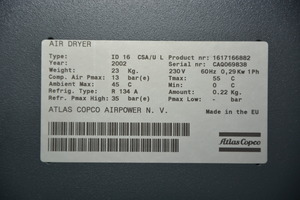 AIR DRYER
Type: ID 16 CSA/U L Product nr: 1617166882
Year: 2002 Serial nr: CAQ069838
Weight: 23 Kg. 230V 60Hz 0,29Kw 1Ph
Comp. Air Pmax: 13 bar(e) Tmax: 55 C
Ambient Max: 45 C Tmin: 0 C
Refrig. Type: R 134 A Amount: 0.22 Kg.
Refr. Pmax High: 35 bar(e) Pmax Low: - bar
ATLAS COPCO AIRPOWER N. V. Made in the EU
Atlas Copco